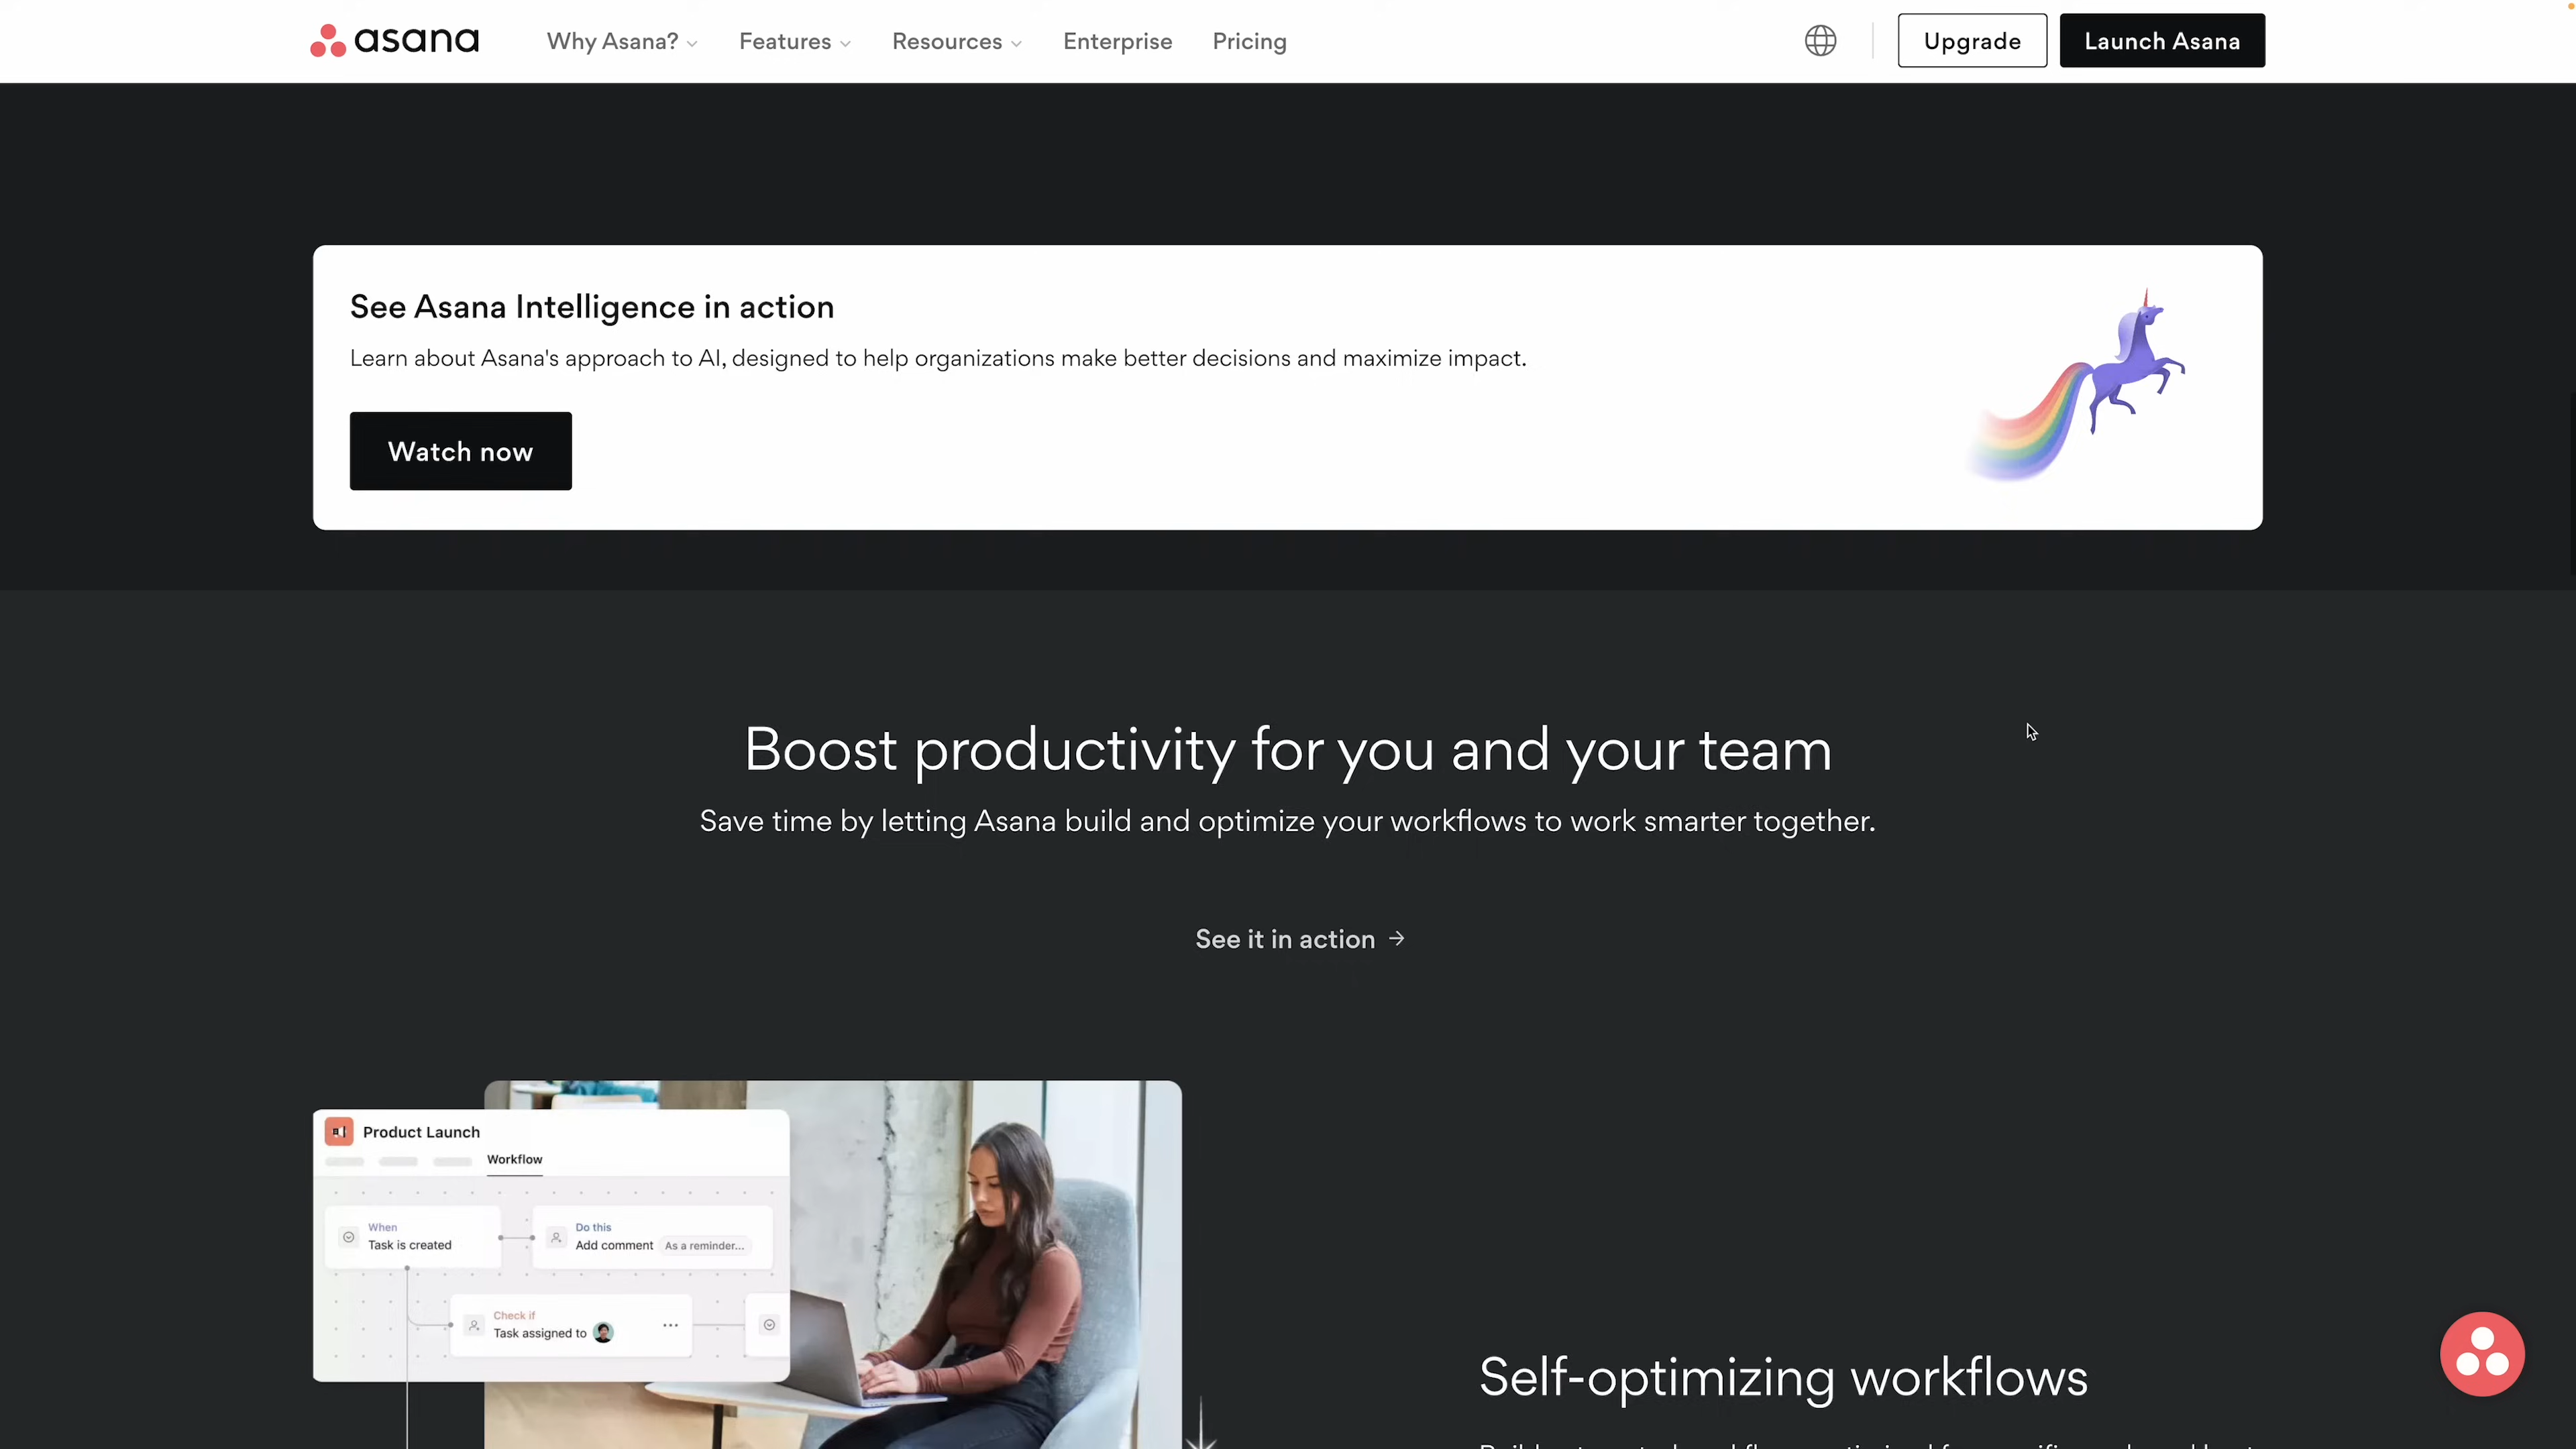 asana
Why Asana?
Features
Resources
Enterprise
Pricing
Upgrade
Launch Asana
See Asana Intelligence in action
Learn about Asana's approach to AI, designed to help organizations make better decisions and maximize impact.
Watch now
Boost productivity for you and your team
Save time by letting Asana build and optimize your workflows to work smarter together.
See it in action →
Product Launch
Workflow
When
Task is created
Do this
Add comment As a reminder...
Check if
Task assigned to
Self-optimizing workflows